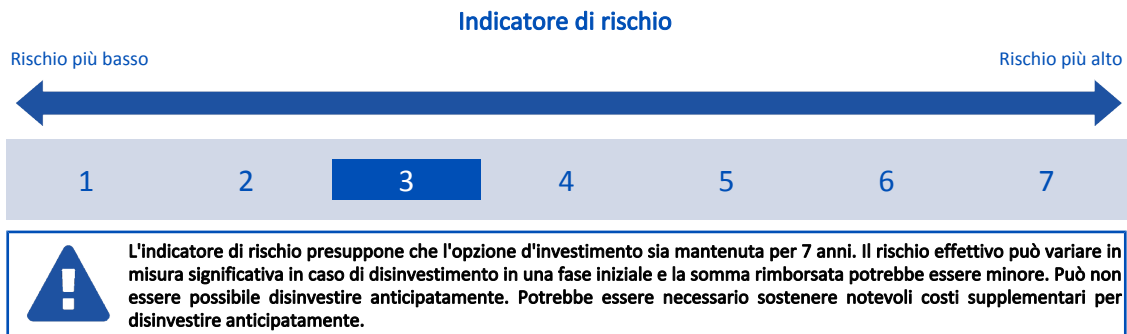 Indicatore di rischio
Rischio più basso
Rischio più alto
1 2 3 4 5 6 7
L'indicatore di rischio presuppone che l'opzione d'investimento sia mantenuta per 7 anni. Il rischio effettivo può variare in
misura significativa in caso di disinvestimento in una fase iniziale e la somma rimborsata potrebbe essere minore. Può non
essere possibile disinvestire anticipatamente. Potrebbe essere necessario sostenere notevoli costi supplementari per
disinvestire anticipatamente.